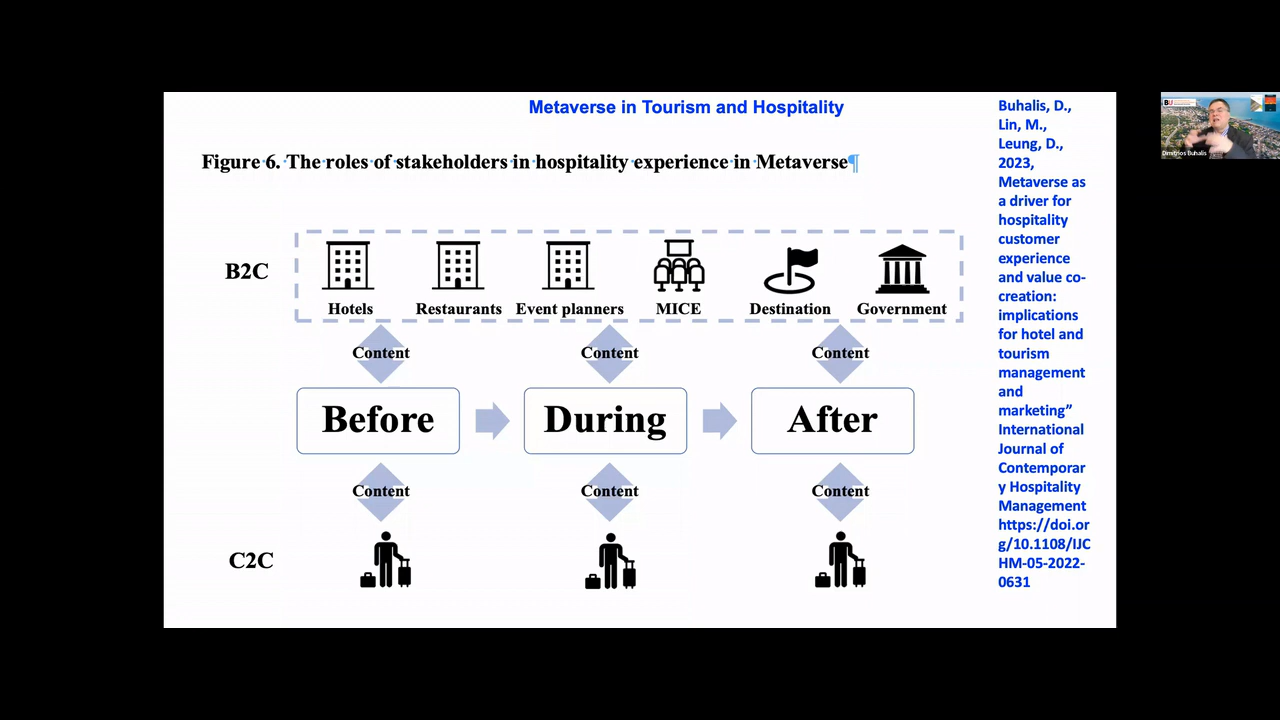 Metaverse in Tourism and Hospitality
Figure 6. The roles of stakeholders in hospitality experience in Metaverse¶
B2C
Hotels
Restaurants
Event planners
MICE
Destination
Government
Content
Content
Content
Before
During
After
Content
Content
Content
C2C
Buhalis, D.,
Lin, M.,
Leung, D.,
2023,
Metaverse as
a driver for
hospitality
customer
experience
and value co-
creation:
implications
for hotel and
tourism
management
and
marketing”
International
Journal of
Contemporar
y Hospitality
Management
https://doi.or
g/10.1108/IJC
HM-05-2022-
0631
BU
Dimitrios Buhalis